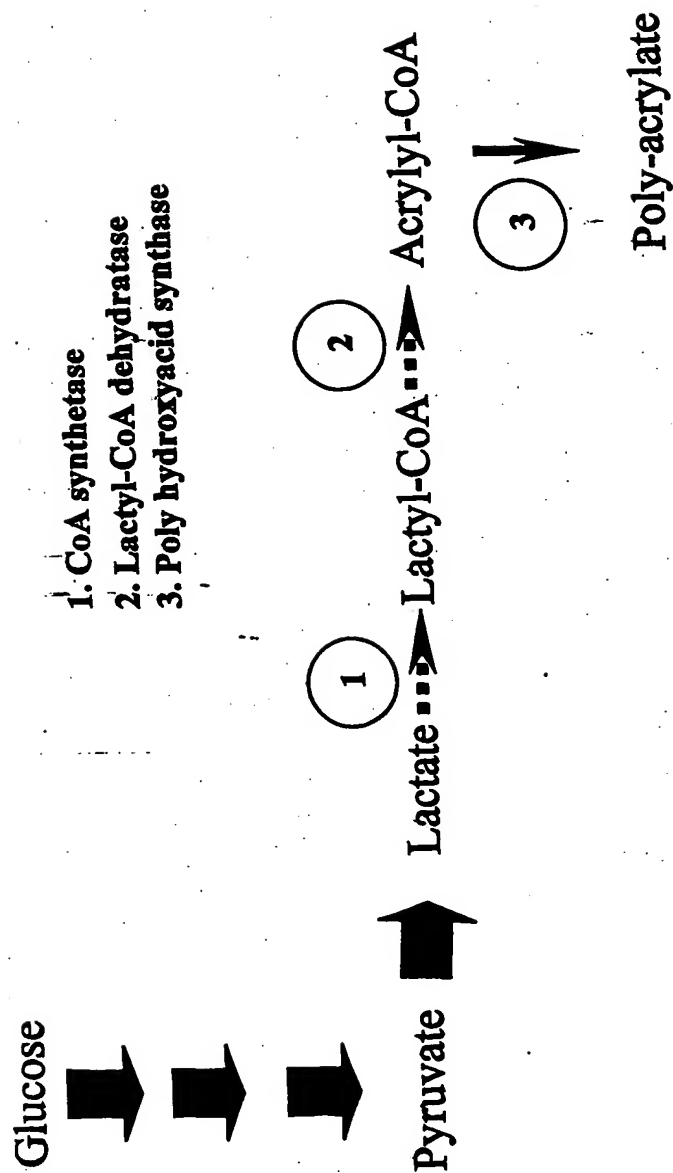 Glucose
1. CoA synthetase
2. Lactyl-CoA dehydratase
3. Poly hydroxyacid synthase
1
2
Pyruvate
Lactate
Lactyl-CoA
Acrylyl-CoA
3
Poly-acrylate